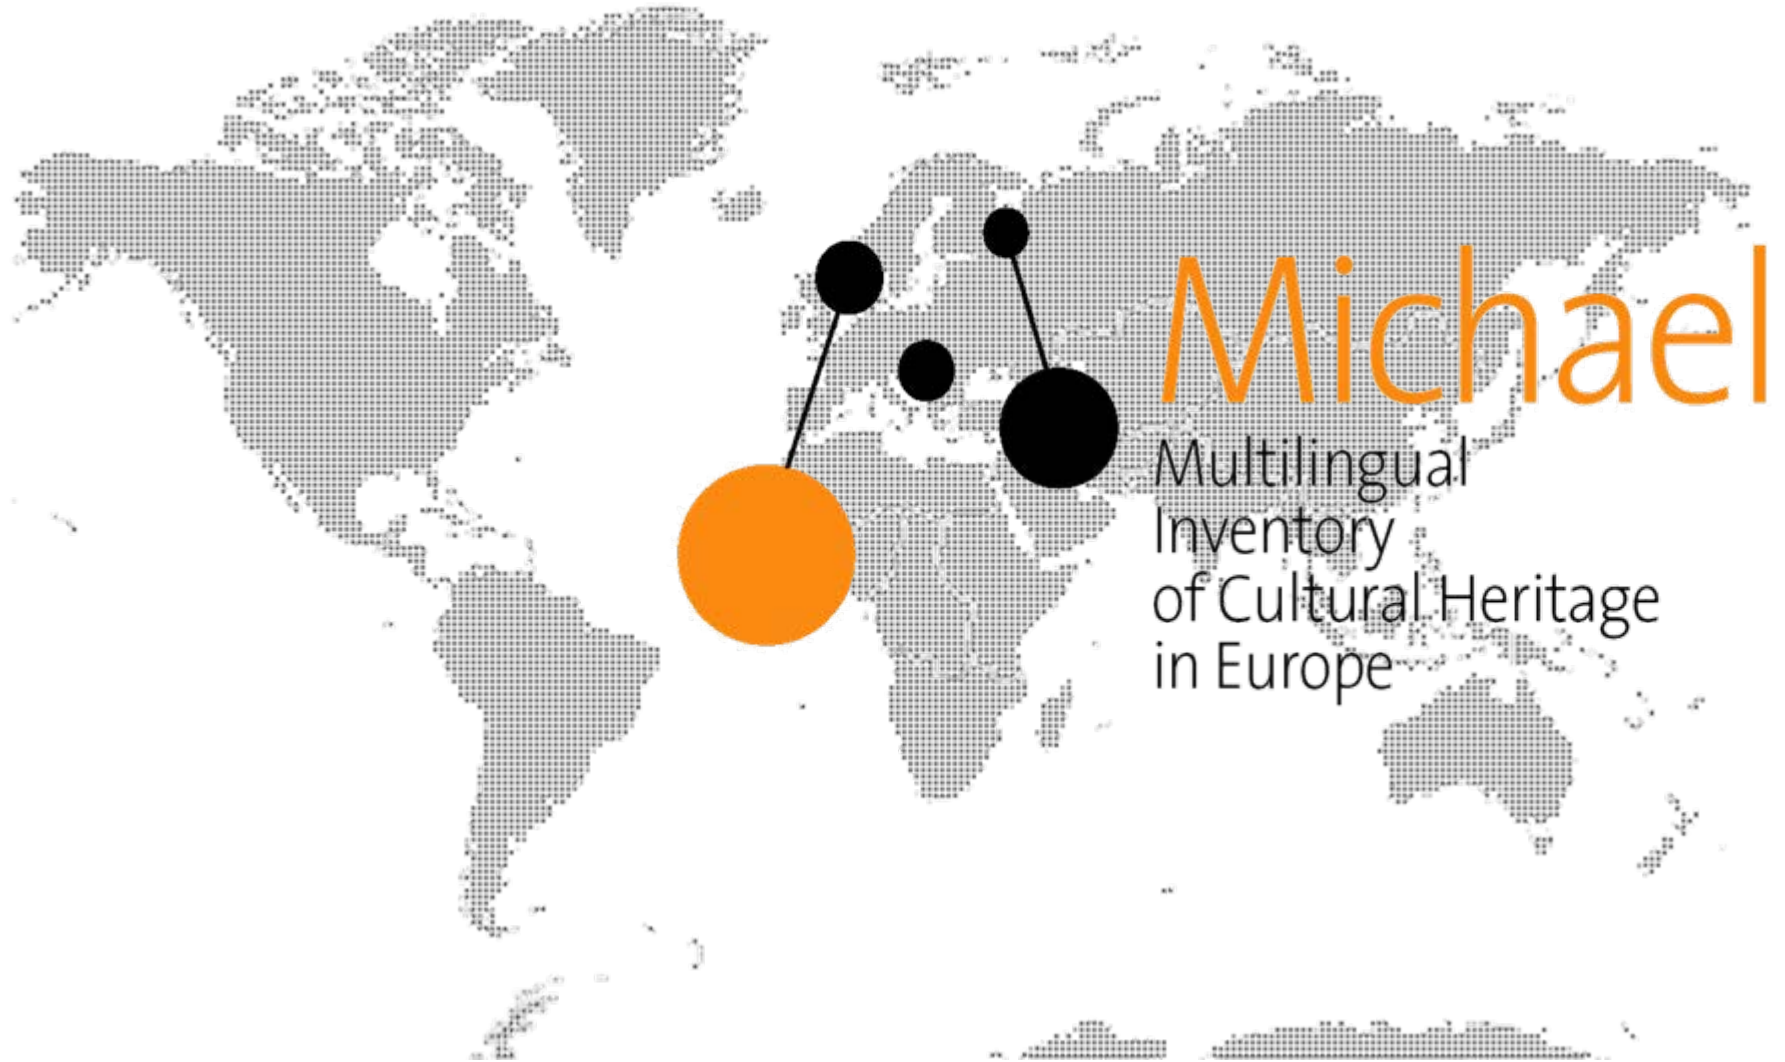 Michael
Multilingual
Inventory
of Cultural Heritage
in Europe